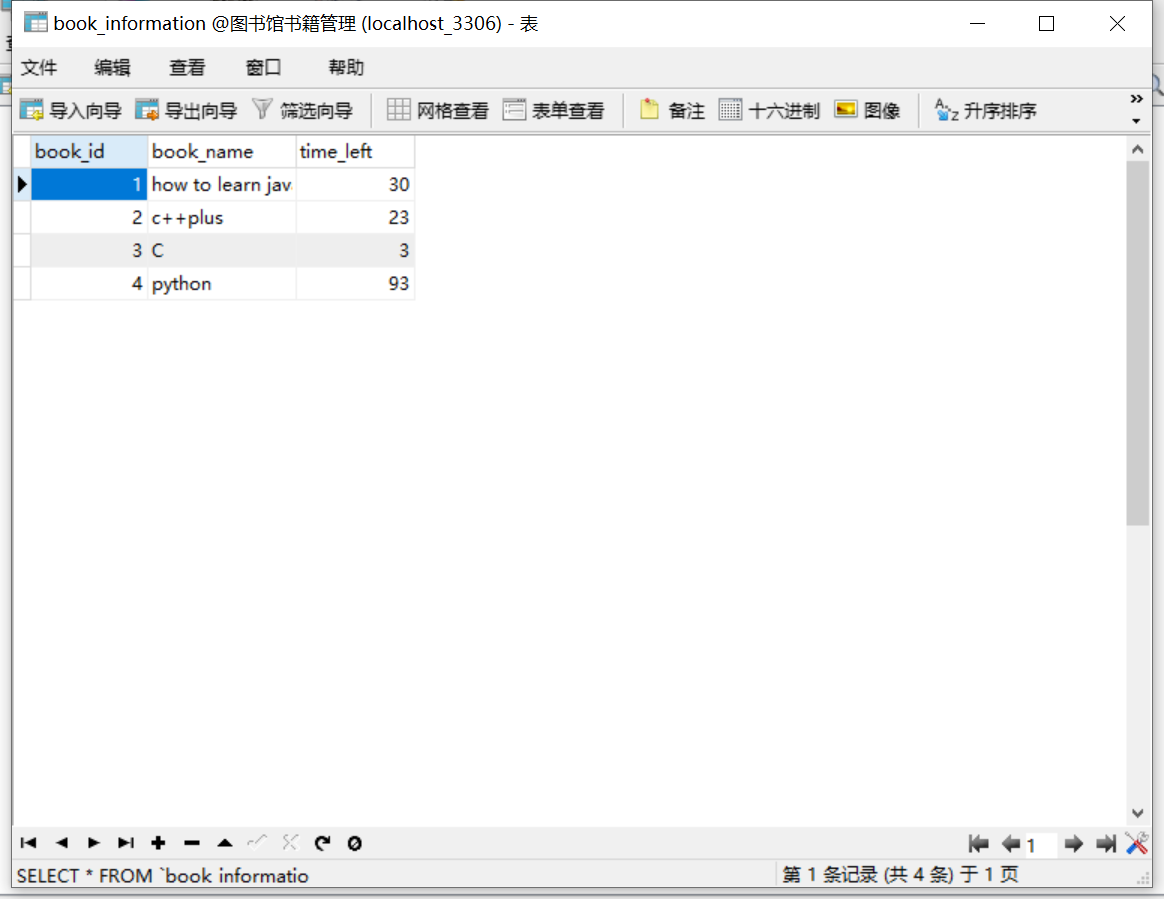 book_information @图书馆书籍管理 (localhost_3306) - 表
文件 编辑 查看 窗口 帮助
导入向导 导出向导 筛选向导 网格查看 表单查看 备注 十六进制 图像 升序排序
book_id book_name time_left
1 how to learn jav
2 c++plus 23
3 C 3
4 python 93
30
1
SELECT * FROM `book informatio 第 1 条记录 (共 4 条) 于 1 页